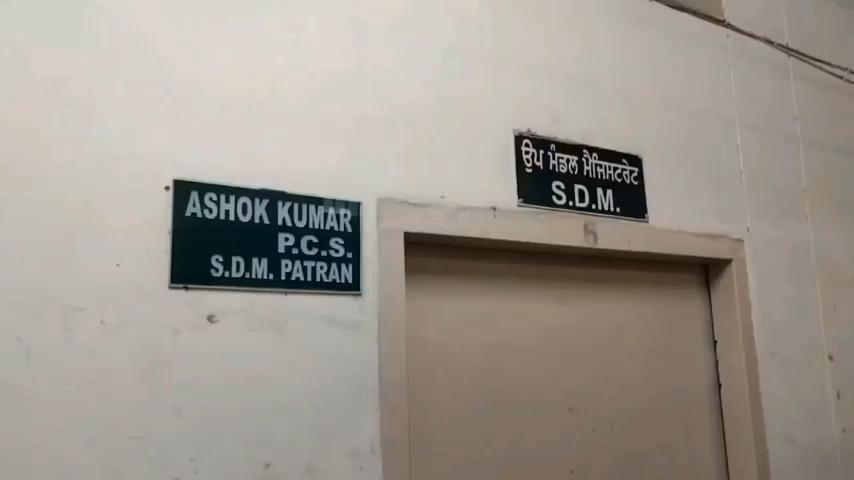 ASHOK KUMAR
P.C.S.
S.D.M. PATRAN
ਉਪ ਮੰਡਲ ਮੈਜਿਸਟਰੇਟ
S.D.M.